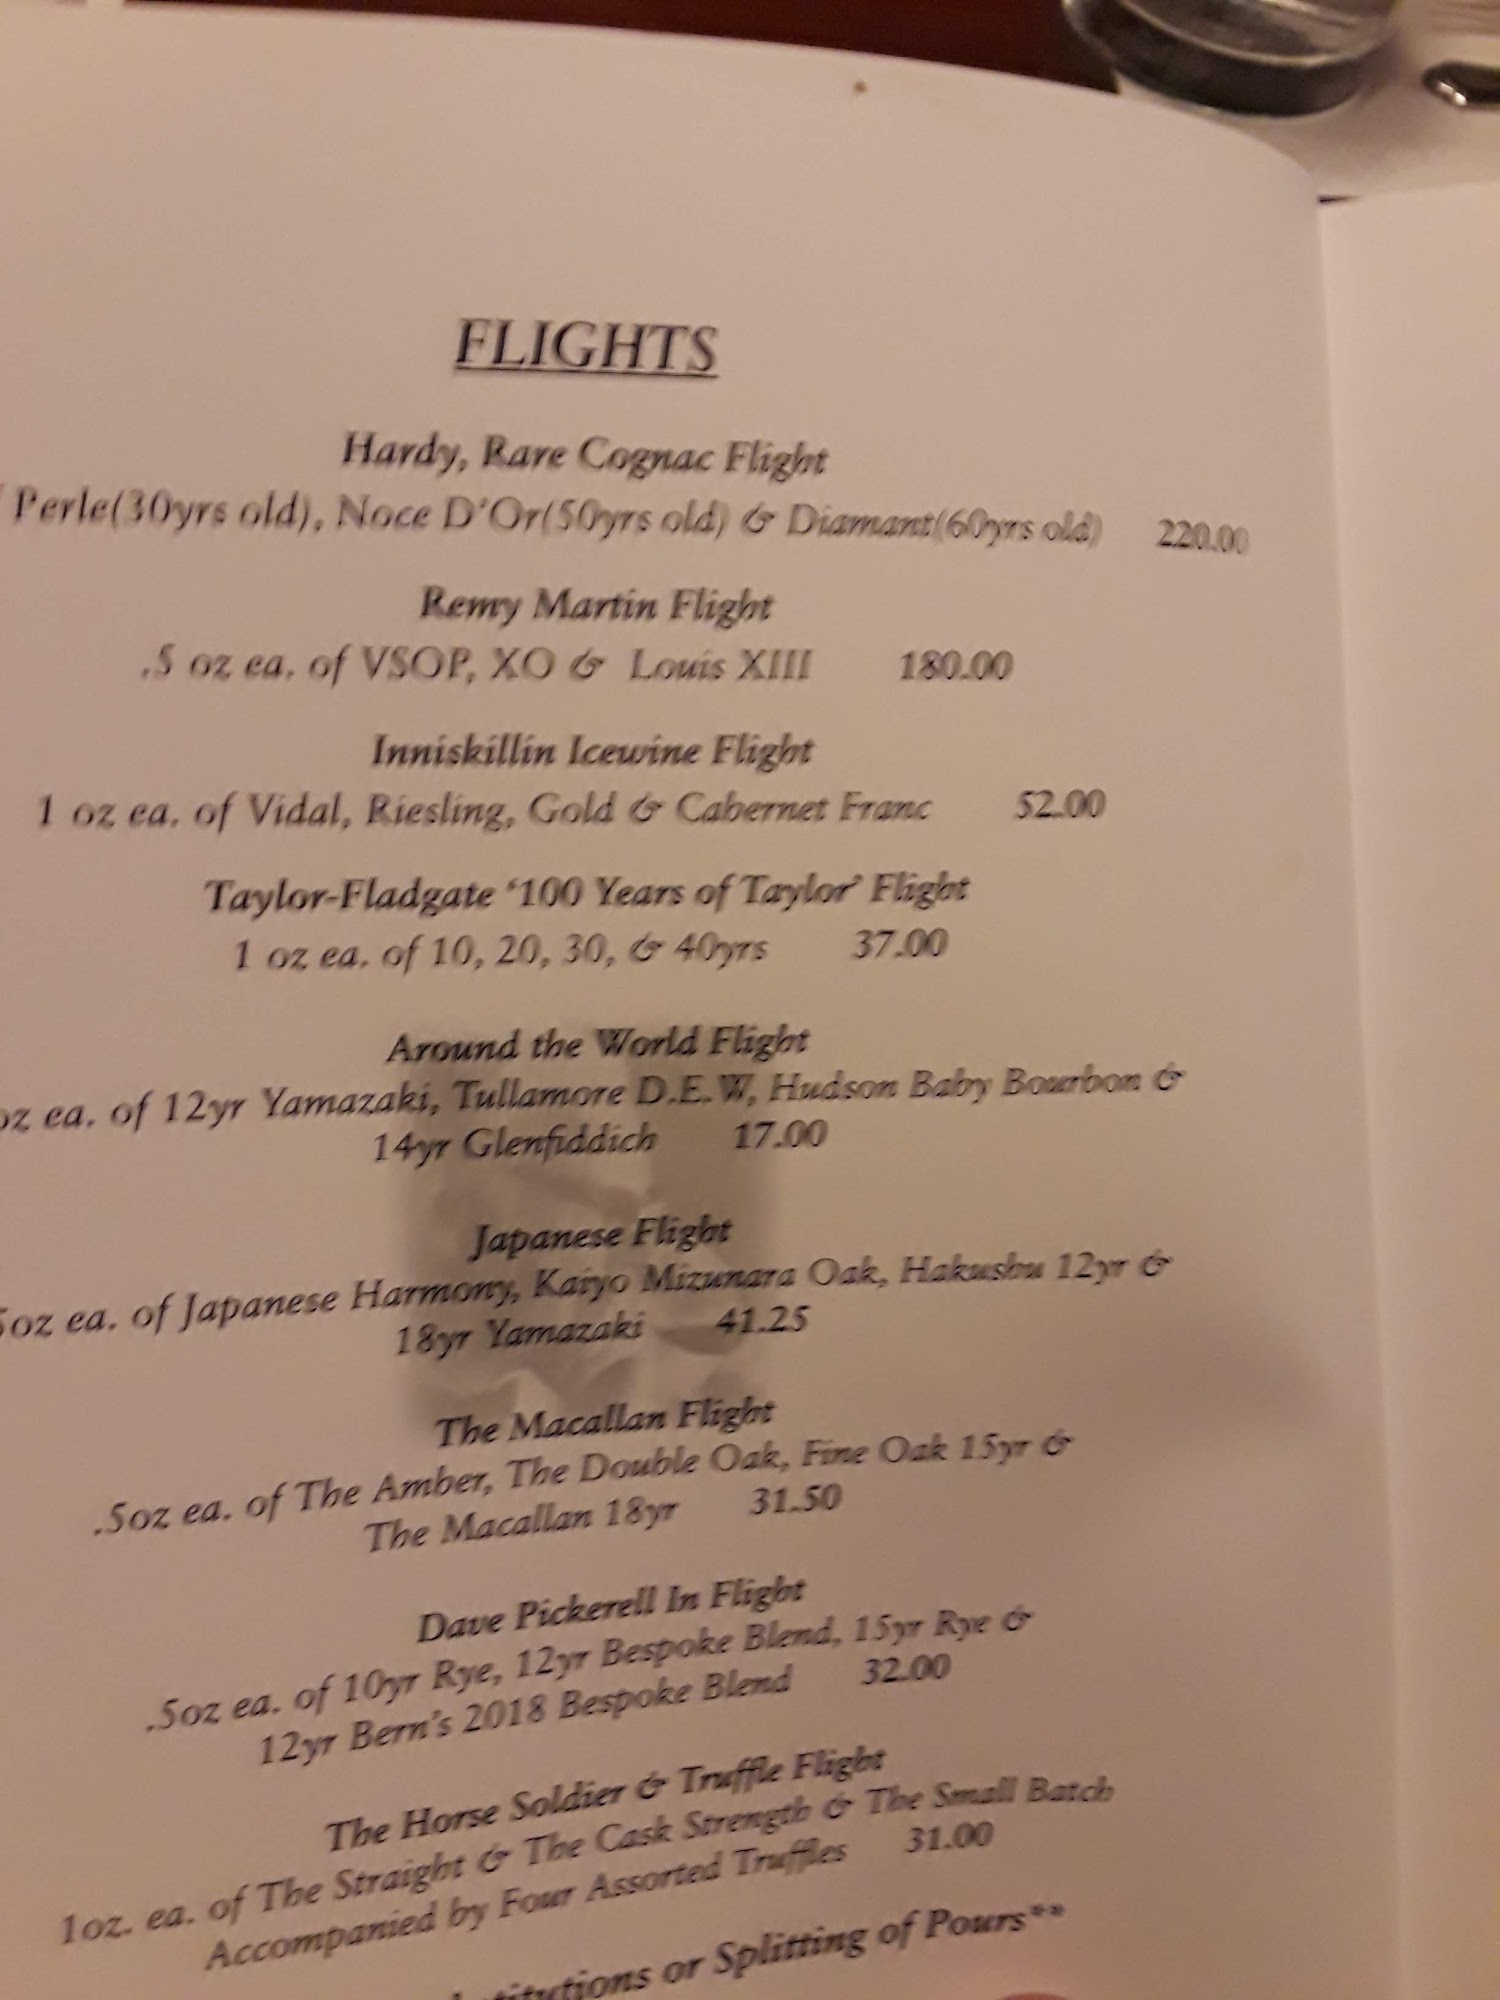 FLIGHTS
Hardy, Rare Cognac Flight
Perle(30yrs old), Noce D'Or(50yrs old) & Diamant(60yrs old) 220.00
Remy Martin Flight
.5 oz ea. of VSOP, XO & Louis XIII 180.00
Inniskillin Icewine Flight
1 oz ea. of Vidal, Riesling, Gold & Cabernet Franc 52.00
Taylor-Fladgate '100 Years of Taylor' Flight
1 oz ea. of 10, 20, 30, & 40yrs 37.00
Around the World Flight
oz ea. of 12yr Yamazaki, Tullamore D.E.W, Hudson Baby Bourbon &
14yr Glenfiddich 17.00
Japanese Flight
5oz ea. of Japanese Harmony, Kaiyo Mizunara Oak, Hakushu 12yr &
18yr Yamazaki 41.25
The Macallan Flight
.5oz ea. of The Amber, The Double Oak, Fine Oak 15yr &
The Macallan 18yr 31.50
Dave Pickerell In Flight
.5oz ea. of 10yr Rye, 12yr Bespoke Blend, 15yr Rye &
12yr Bern's 2018 Bespoke Blend 32.00
The Horse Soldier & Truffle Flight
1oz. ea. of The Straight & The Cask Strength & The Small Batch
Accompanied by Four Assorted Truffles 31.00
or Splitting of Pours**